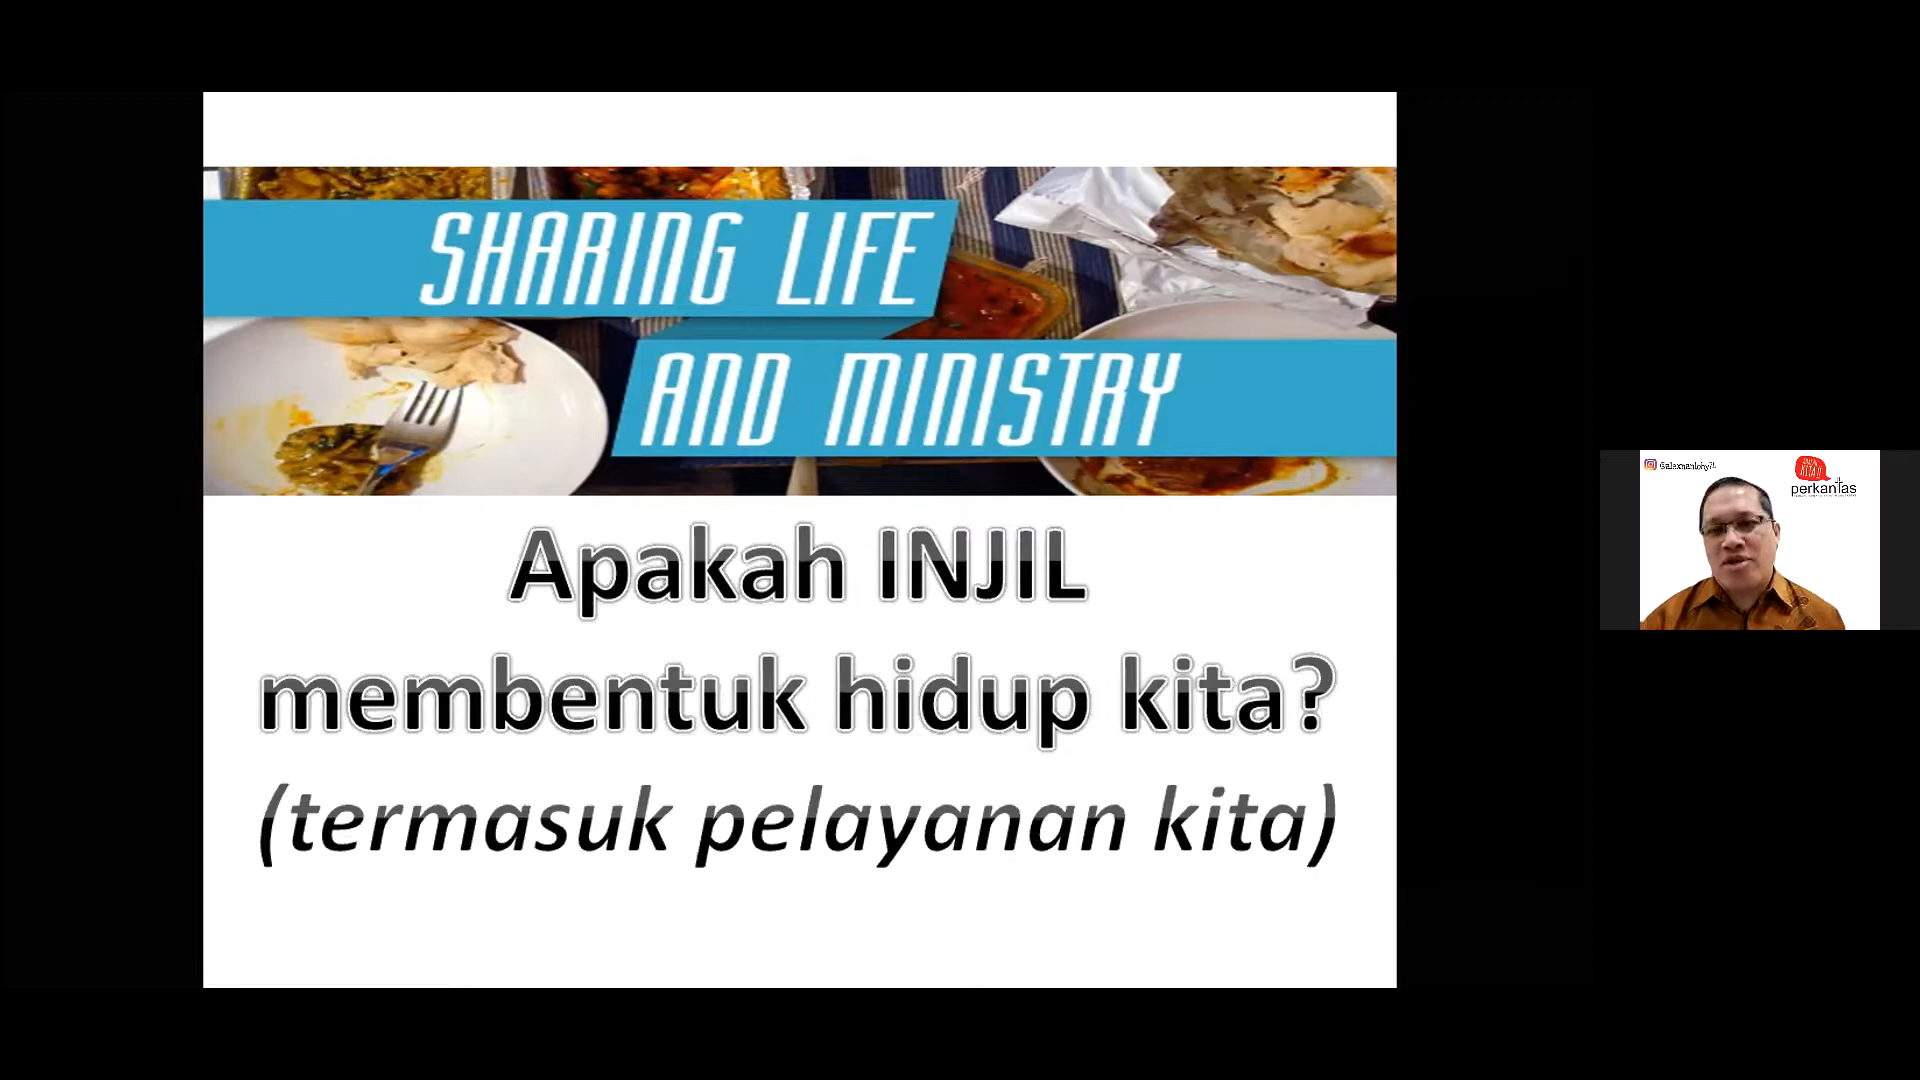 SHARING LIFE
AND MINISTRY
Apakah INJIL
membentuk hidup kita?
(termasuk pelayanan kita)
perkantas